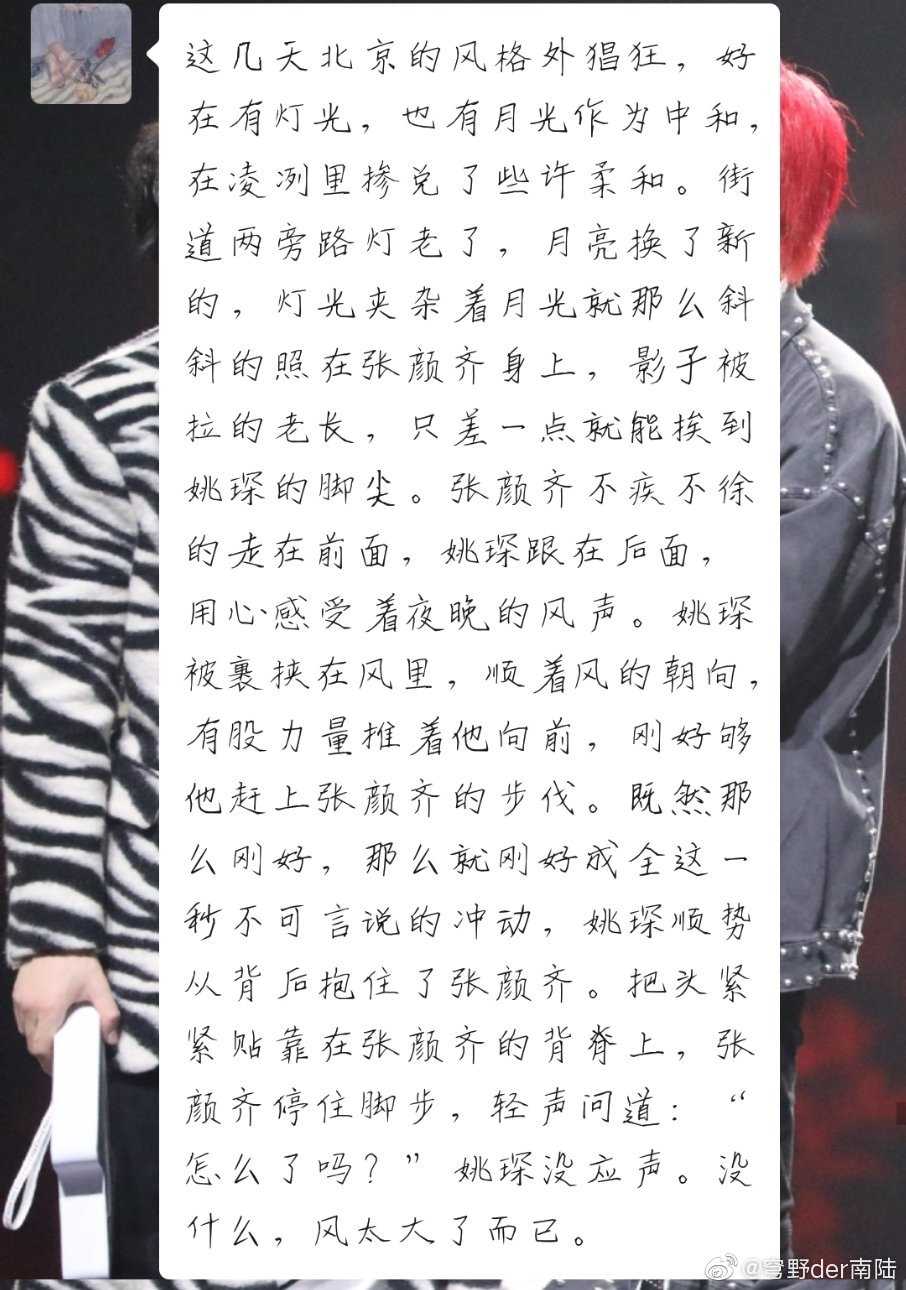 这几天北京的风格外猖狂，好
在有灯光，也有月光作为中和，
在凌冽里掺兑了些许柔和。街
道两旁路灯老了，月亮换了新
的，灯光夹杂着月光就那么斜
斜的照在张颜齐身上，影子被
拉的老长，只差一点就能挨到
姚琛的脚尖。张颜齐不疾不徐
的走在前面，姚琛跟在后面，
用心感受着夜晚的风声。姚琛
被裹挟在风里，顺着风的朝向，
有股力量推着他向前，刚好够
他赶上张颜齐的步伐。既然那
么刚好，那么就刚好成全这一
秒不可言说的冲动，姚琛顺势
从背后抱住了张颜齐。把头紧
紧贴靠在张颜齐的背脊上，张
颜齐停住脚步，轻声问道：“
怎么了吗？”姚琛没应声。没
什么，风太大了而已。
@穹野der南陆